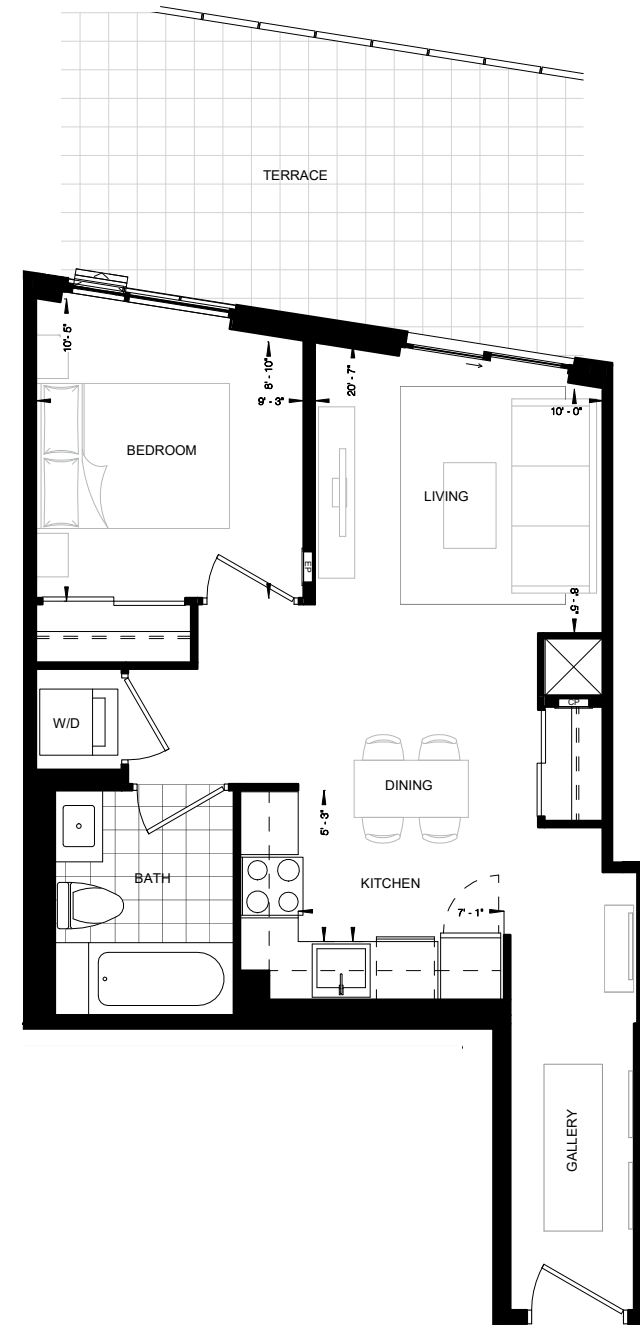 TERRACE
10'- 5"
8'- 10"
9'- 3"
20'- 7"
10'- 0"
BEDROOM
LIVING
EP
8'- 5"
W/D
CP
DINING
5'- 3"
BATH
KITCHEN
7'- 1"
GALLERY